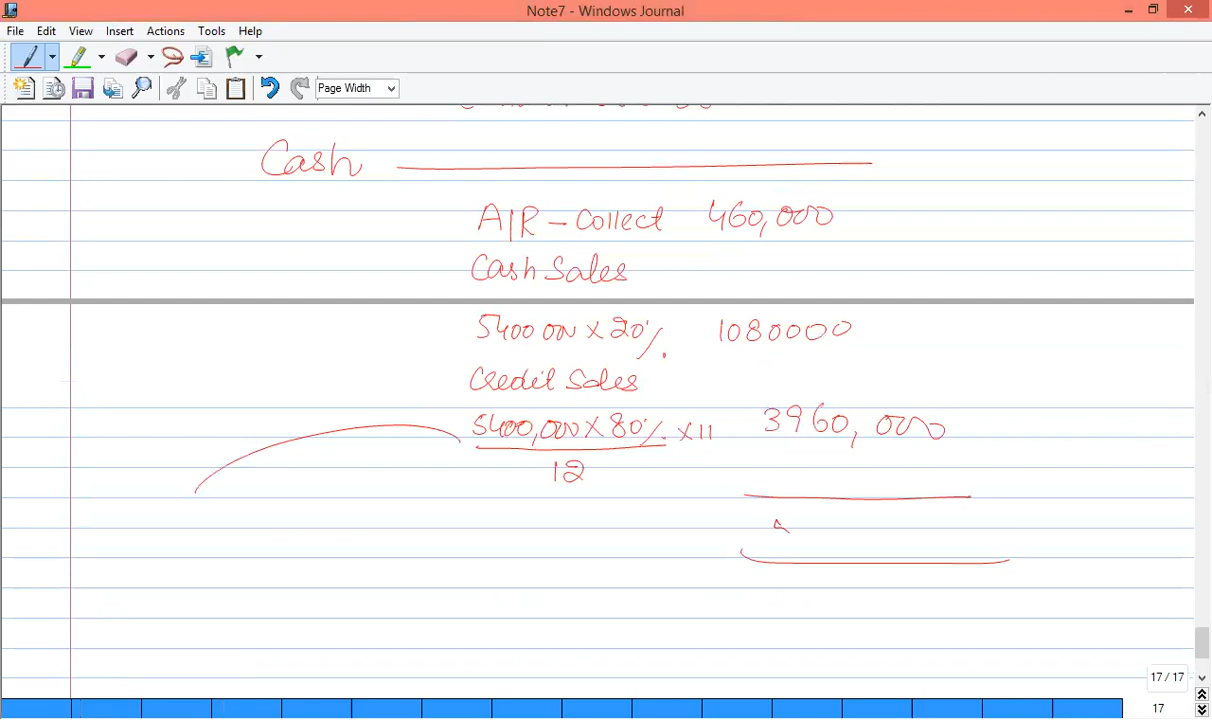 Note7 - Windows Journal
File Edit View Insert Actions Tools Help
Page Width
Cash
A/R - Collect 460,000
Cash Sales
5400 000 x 20% 1080000
Credit Sales
5400,000 x 80% x 11 3960,000
12
17 / 17
17